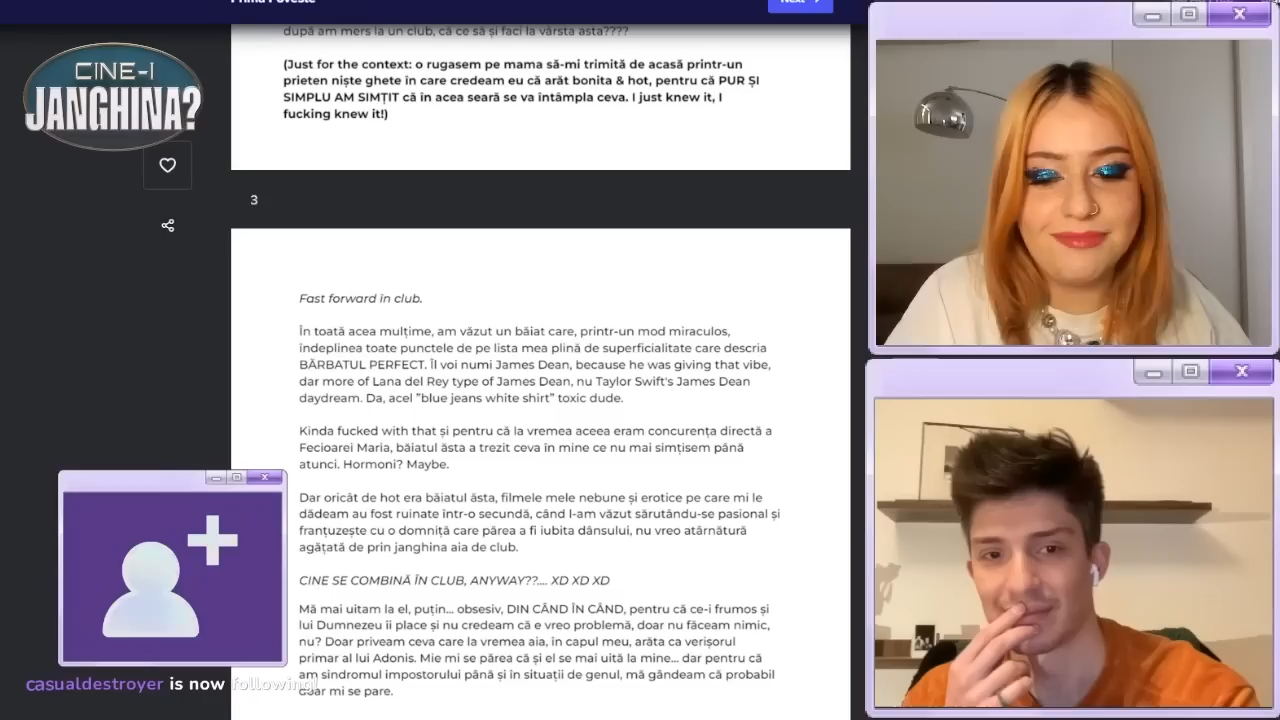 Prima Poveste
Next
după am mers la un club, că ce să și faci la vârsta asta????
CINE-I
JANGHINA?
(Just for the context: o rugasem pe mama să-mi trimită de acasă printr-un
prieten niște ghete în care credeam eu că arăt bonita & hot, pentru că PUR ȘI
SIMPLU AM SIMȚIT că în acea seară se va întâmpla ceva. I just knew it, I
fucking knew it!)
3
Fast forward în club.
În toată acea mulțime, am văzut un băiat care, printr-un mod miraculos,
îndeplinea toate punctele de pe lista mea plină de superficialitate care descria
BĂRBATUL PERFECT. Îl voi numi James Dean, because he was giving that vibe,
dar more of Lana del Rey type of James Dean, nu Taylor Swift's James Dean
daydream. Da, acel ”blue jeans white shirt” toxic dude.
Kinda fucked with that și pentru că la vremea aceea eram concurența directă a
Fecioarei Maria, băiatul ăsta a trezit ceva în mine ce nu mai simțisem până
atunci. Hormoni? Maybe.
Dar oricât de hot era băiatul ăsta, filmele mele nebune și erotice pe care mi le
dădeam au fost ruinate într-o secundă, când l-am văzut sărutându-se pasional și
franțuzește cu o domniță care părea a fi iubita dânsului, nu vreo atârnătură
agățată de prin janghina aia de club.
CINE SE COMBINĂ ÎN CLUB, ANYWAY??.... XD XD XD
Mă mai uitam la el, puțin... obsesiv, DIN CÂND ÎN CÂND, pentru că ce-i frumos și
lui Dumnezeu îi place și nu credeam că e vreo problemă, doar nu făceam nimic,
nu? Doar priveam ceva care la vremea aia, în capul meu, arăta ca verișorul
primar al lui Adonis. Mie mi se părea că și el se mai uită la mine... dar pentru că
am sindromul impostorului până și în situații de genul, mă gândeam că probabil
doar mi se pare.
casualdestroyer is now following!